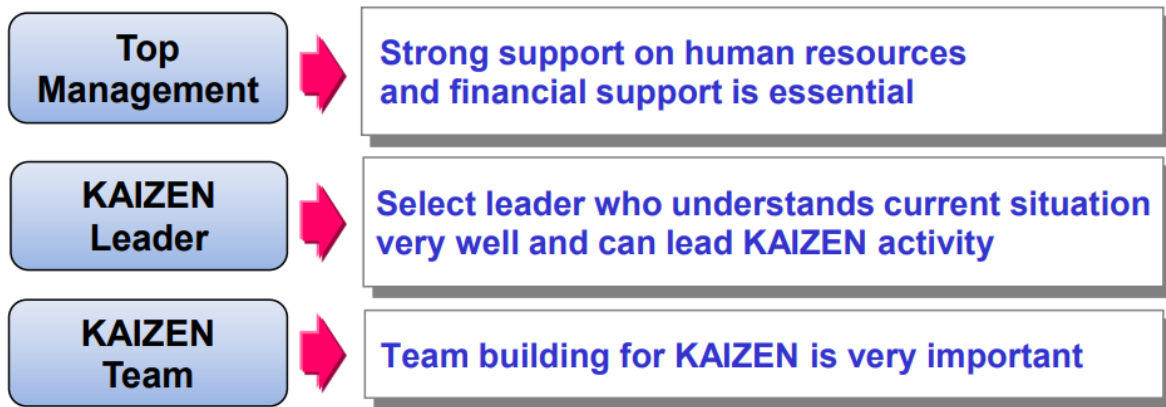 Top
Management
Strong support on human resources
and financial support is essential
KAIZEN
Leader
Select leader who understands current situation
very well and can lead KAIZEN activity
KAIZEN
Team
Team building for KAIZEN is very important